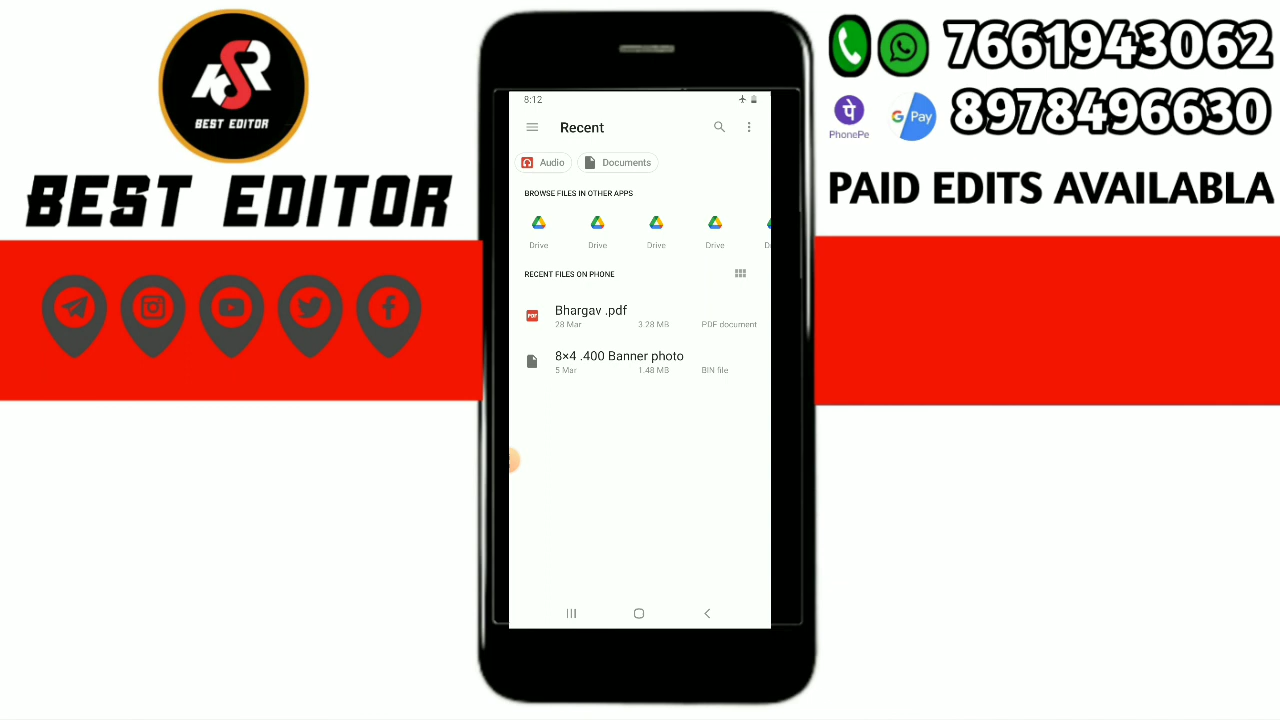 KSR
BEST EDITOR
BEST EDITOR
8:12
Recent
Audio
Documents
BROWSE FILES IN OTHER APPS
Drive
Drive
Drive
Drive
D
RECENT FILES ON PHONE
Bhargav .pdf
28 Mar 3.28 MB PDF document
PDF
8×4 .400 Banner photo
5 Mar 1.48 MB BIN file
7661943062
पे
PhonePe
G Pay
8978496630
PAID EDITS AVAILABLA